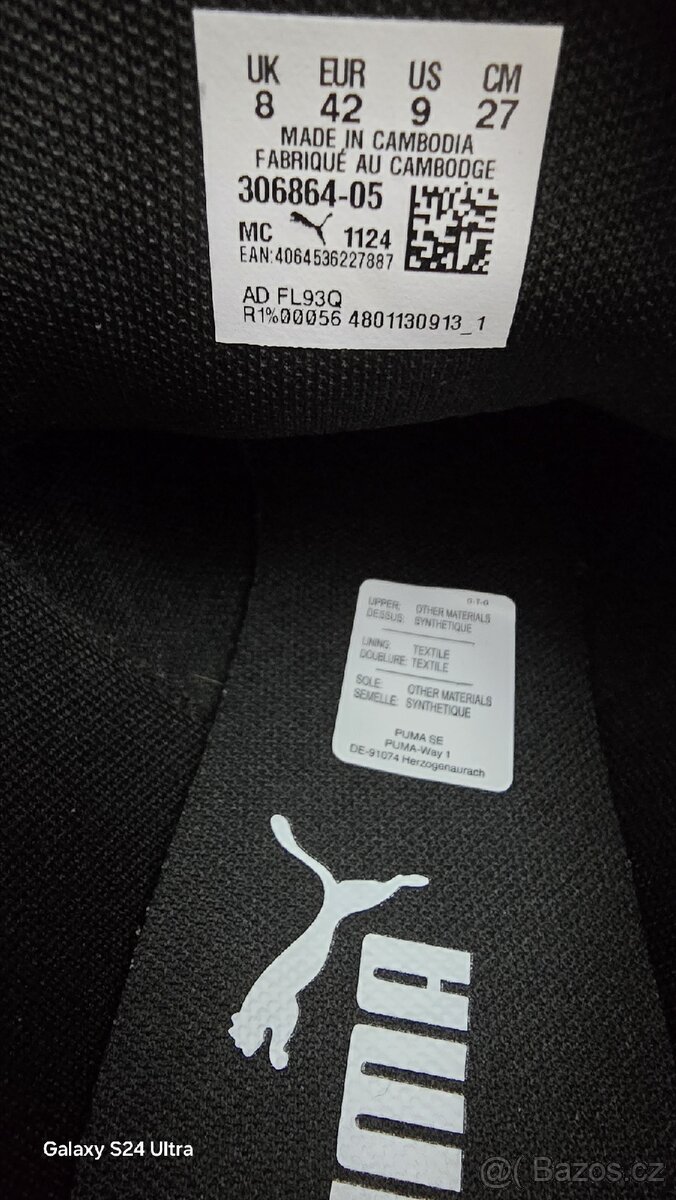 UK EUR US CM
8 42 9 27
MADE IN CAMBODIA
FABRIQUÉ AU CAMBODGE
306864-05
MC 1124
EAN:4064536227887
AD FL93Q
R1%00056 4801130913_1
UPPER: OTHER MATERIALS
DESSUS: SYNTHETIQUE
LINING: TEXTILE
DOUBLURE: TEXTILE
SOLE: OTHER MATERIALS
SEMELLE: SYNTHETIQUE
PUMA SE
PUMA-Way 1
DE-91074 Herzogenaurach
Galaxy S24 Ultra
@( Bazos.cz